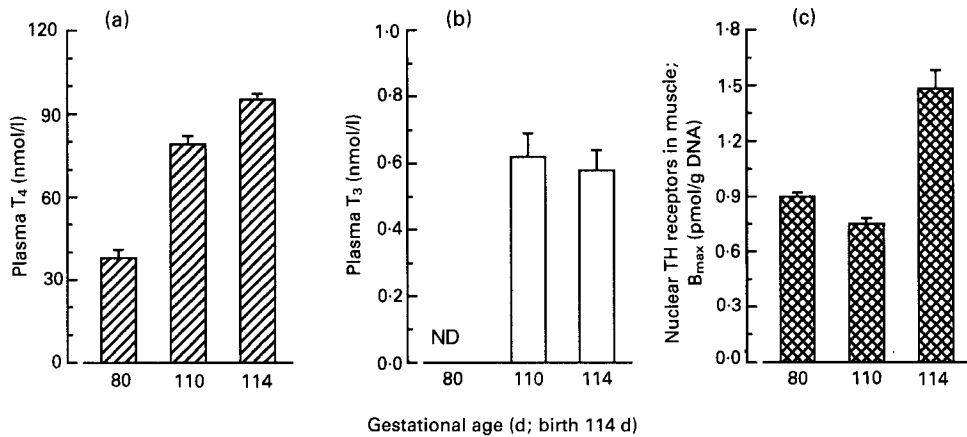 (a)
120
90
60
30
0
Plasma T4 (nmol/l)
80 110 114
(b)
1·0
0·8
0·6
0·4
0·2
0·0
Plasma T3 (nmol/l)
ND
80 110 114
(c)
1·8
1·5
1·2
0·9
0·6
0·3
0·0
Nuclear TH receptors in muscle;
Bmax (pmol/g DNA)
80 110 114
Gestational age (d; birth 114 d)